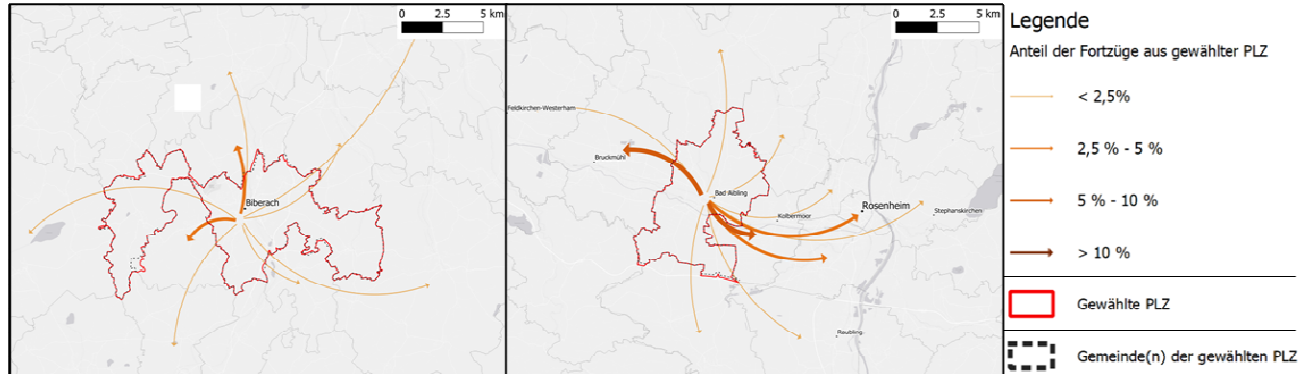 0 2.5 5 km
Biberach
0 2.5 5 km
Feldkirchen-Westerham
Bruckmühl
Bad Aibling
Kolbermoor
Rosenheim
Stephanskirchen
Raubling
Legende
Anteil der Fortzüge aus gewählter PLZ
< 2,5%
2,5 % - 5 %
5 % - 10 %
> 10 %
Gewählte PLZ
Gemeinde(n) der gewählten PLZ